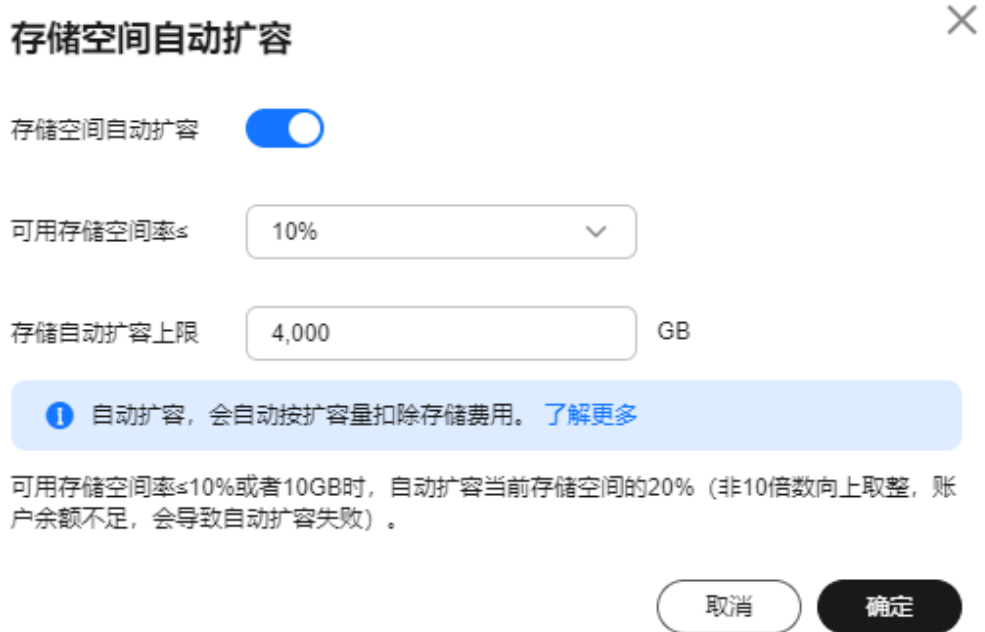 存储空间自动扩容
存储空间自动扩容
可用存储空间率≤ 10%
存储自动扩容上限 4,000 GB
自动扩容，会自动按扩容量扣除存储费用。 了解更多
可用存储空间率≤10%或者10GB时，自动扩容当前存储空间的20%（非10倍数向上取整，账
户余额不足，会导致自动扩容失败）。
取消 确定